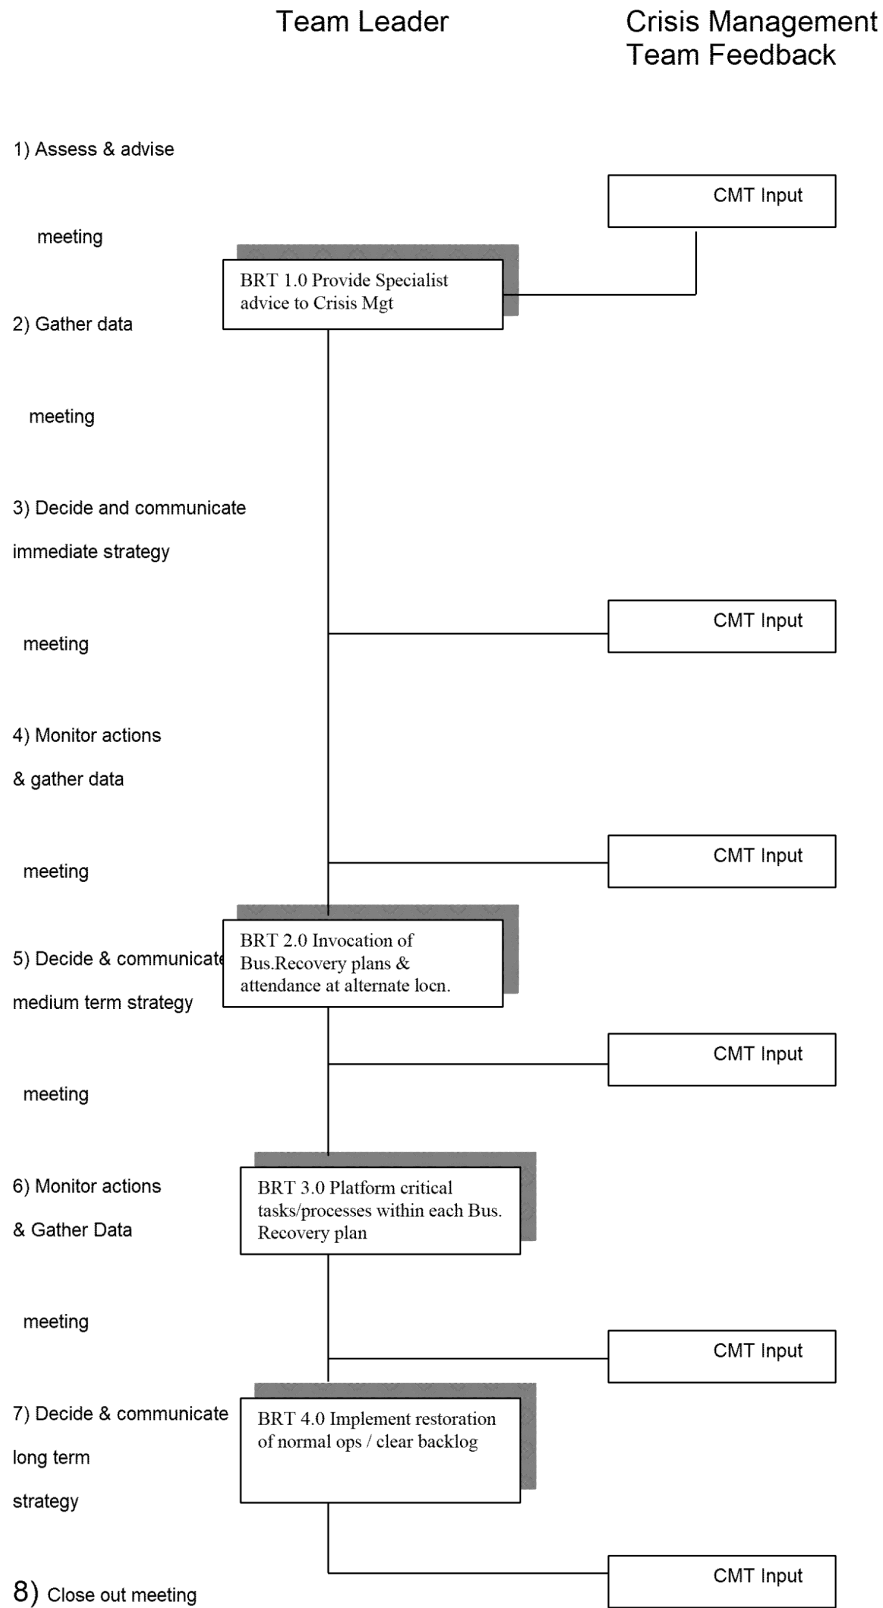 Team Leader
Crisis Management
Team Feedback
1) Assess & advise
CMT Input
meeting
BRT 1.0 Provide Specialist
advice to Crisis Mgt
2) Gather data
meeting
3) Decide and communicate
immediate strategy
CMT Input
meeting
4) Monitor actions
& gather data
CMT Input
meeting
BRT 2.0 Invocation of
Bus.Recovery plans &
attendance at alternate locn.
5) Decide & communicate
medium term strategy
CMT Input
meeting
6) Monitor actions
& Gather Data
BRT 3.0 Platform critical
tasks/processes within each Bus.
Recovery plan
meeting
CMT Input
7) Decide & communicate
long term
strategy
BRT 4.0 Implement restoration
of normal ops / clear backlog
CMT Input
8) Close out meeting